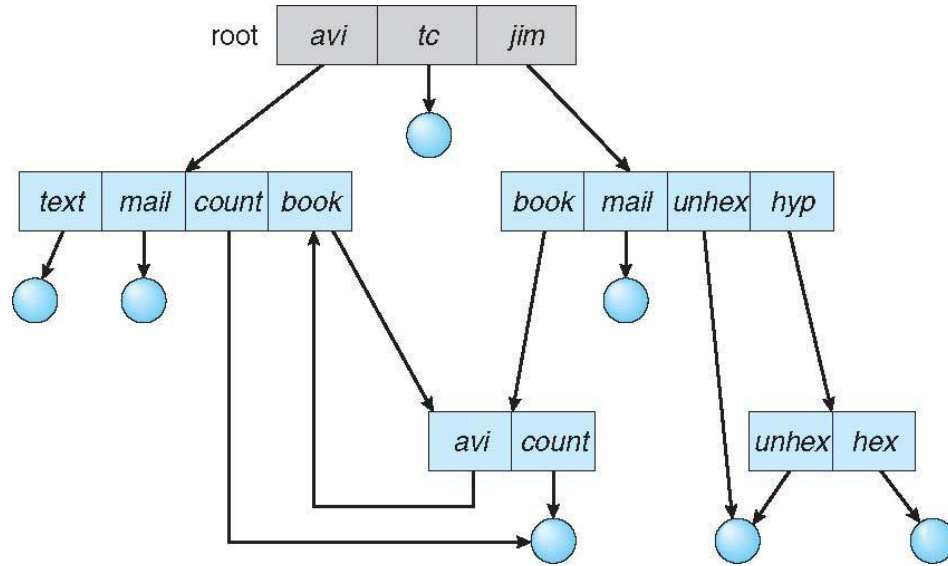 root avi tc jim
text mail count book book mail unhex hyp
avi count unhex hex